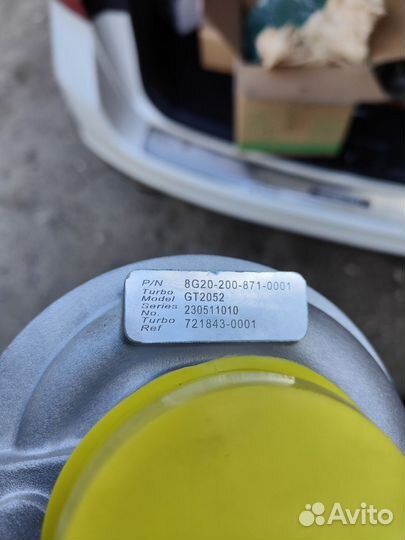 P/N 8G20-200-871-0001
Turbo
Model GT2052
Series
No. 230511010
Turbo
Ref 721843-0001
Avito